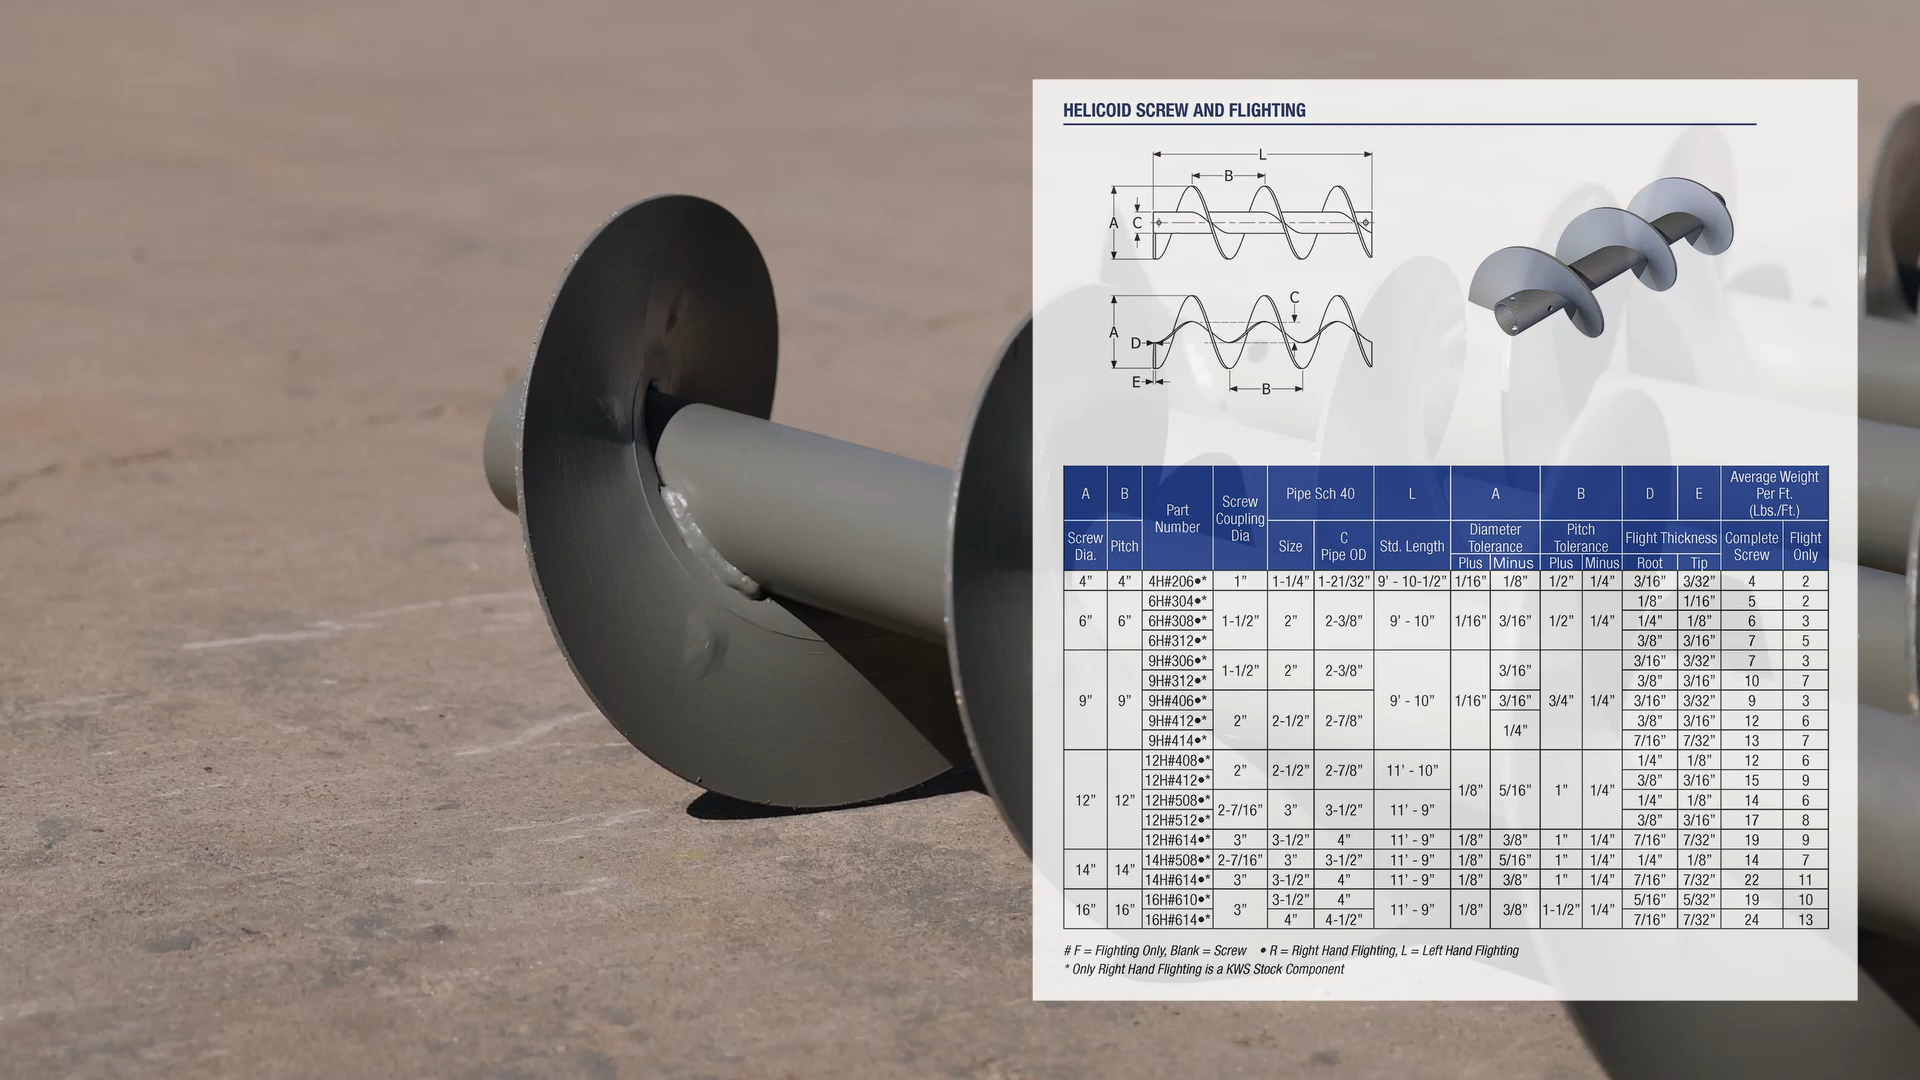 HELICOID SCREW AND FLIGHTING
L
B
A C
C
A
D
E
B
A B Part Number Screw Coupling Dia Pipe Sch 40 L A B D E Average Weight Per Ft. (Lbs./Ft.)
Screw Dia. Pitch Size C Pipe OD Std. Length Diameter Tolerance Pitch Tolerance Flight Thickness Complete Screw Flight Only
Plus Minus Plus Minus Root Tip
4” 4” 4H#206•* 1” 1-1/4” 1-21/32” 9’ - 10-1/2” 1/16” 1/8” 1/2” 1/4” 3/16” 3/32” 4 2
6H#304•* 1/8” 1/16” 5 2
6” 6” 6H#308•* 1-1/2” 2” 2-3/8” 9’ - 10” 1/16” 3/16” 1/2” 1/4” 1/4” 1/8” 6 3
6H#312•* 3/8” 3/16” 7 5
9H#306•* 1-1/2” 2” 2-3/8” 3/16” 3/16” 3/32” 7 3
9H#312•* 3/8” 3/16” 10 7
9” 9” 9H#406•* 9’ - 10” 1/16” 3/16” 3/4” 1/4” 3/16” 3/32” 9 3
9H#412•* 2” 2-1/2” 2-7/8” 1/4” 3/8” 3/16” 12 6
9H#414•* 7/16” 7/32” 13 7
12H#408•* 2” 2-1/2” 2-7/8” 11’ - 10” 1/4” 1/8” 12 6
12H#412•* 1/8” 5/16” 1” 1/4” 3/8” 3/16” 15 9
12” 12” 12H#508•* 2-7/16” 3” 3-1/2” 11’ - 9” 1/4” 1/8” 14 6
12H#512•* 3/8” 3/16” 17 8
12H#614•* 3” 3-1/2” 4” 11’ - 9” 1/8” 3/8” 1” 1/4” 7/16” 7/32” 19 9
14” 14” 14H#508•* 2-7/16” 3” 3-1/2” 11’ - 9” 1/8” 5/16” 1” 1/4” 1/4” 1/8” 14 7
14H#614•* 3” 3-1/2” 4” 11’ - 9” 1/8” 3/8” 1” 1/4” 7/16” 7/32” 22 11
16” 16” 16H#610•* 3” 3-1/2” 4” 11’ - 9” 1/8” 3/8” 1-1/2” 1/4” 5/16” 5/32” 19 10
16H#614•* 4” 4-1/2” 7/16” 7/32” 24 13
# F = Flighting Only, Blank = Screw • R = Right Hand Flighting, L = Left Hand Flighting
* Only Right Hand Flighting is a KWS Stock Component